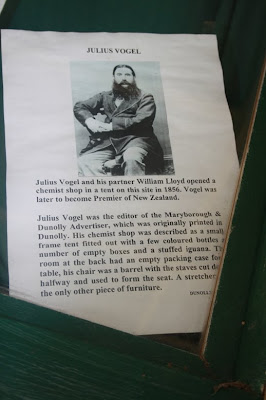 JULIUS VOGEL
Julius Vogel and his partner William Lloyd opened a
chemist shop in a tent on this site in 1856. Vogel was
later to become Premier of New Zealand.
Julius Vogel was the editor of the Maryborough &
Dunolly Advertiser, which was originally printed in
Dunolly. His chemist shop was described as a small
frame tent fitted out with a few coloured bottles
number of empty boxes and a stuffed iguana.
room at the back had an empty packing case
table, his chair was a barrel with the staves cut
halfway and used to form the seat. A stretcher
the only other piece of furniture.